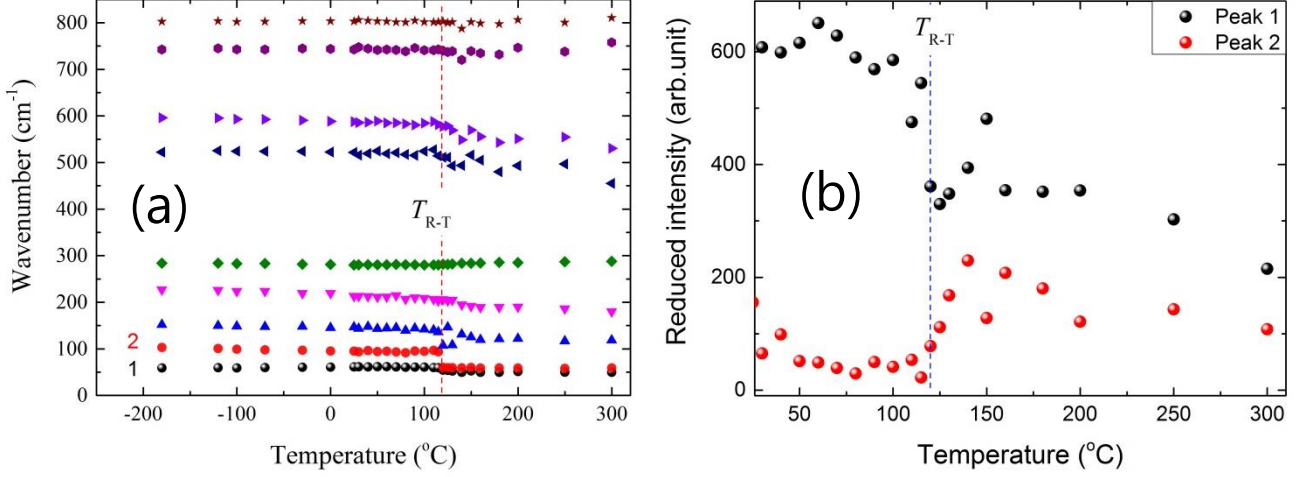 800
700
600
500
400
300
200
100
0
Wavenumber (cm⁻¹)
(a)
T_R-T
2
1
-200 -100 0 100 200 300
Temperature (°C)
600
400
200
0
Reduced intensity (arb.unit)
T_R-T
Peak 1
Peak 2
(b)
50 100 150 200 250 300
Temperature (°C)